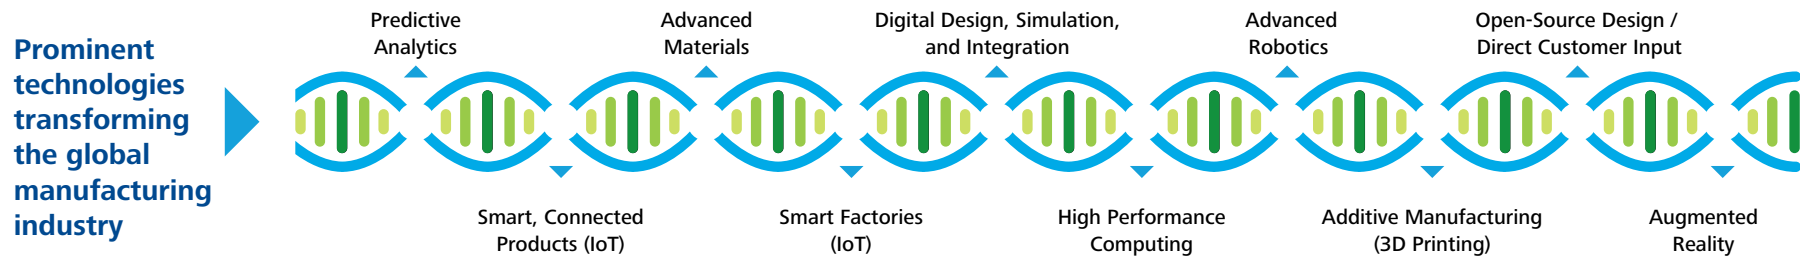 Prominent
technologies
transforming
the global
manufacturing
industry
Predictive
Analytics
Advanced
Materials
Digital Design, Simulation,
and Integration
Advanced
Robotics
Open-Source Design /
Direct Customer Input
Smart, Connected
Products (IoT)
Smart Factories
(IoT)
High Performance
Computing
Additive Manufacturing
(3D Printing)
Augmented
Reality